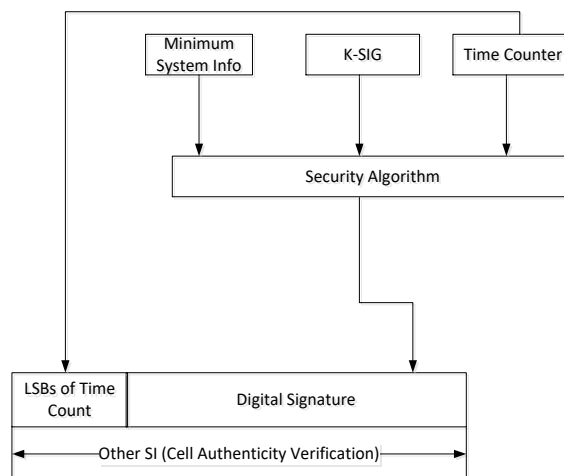 Minimum
System Info
K-SIG
Time Counter
Security Algorithm
LSBs of Time
Count
Digital Signature
Other SI (Cell Authenticity Verification)